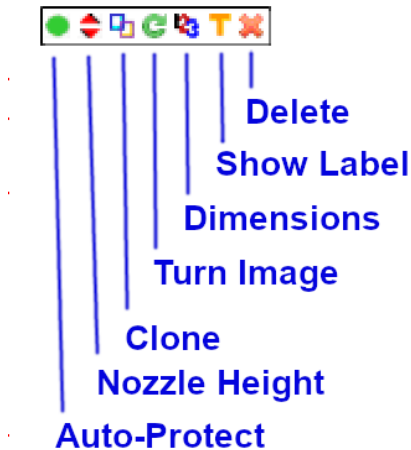 T
Delete
Show Label
Dimensions
Turn Image
Clone
Nozzle Height
Auto-Protect